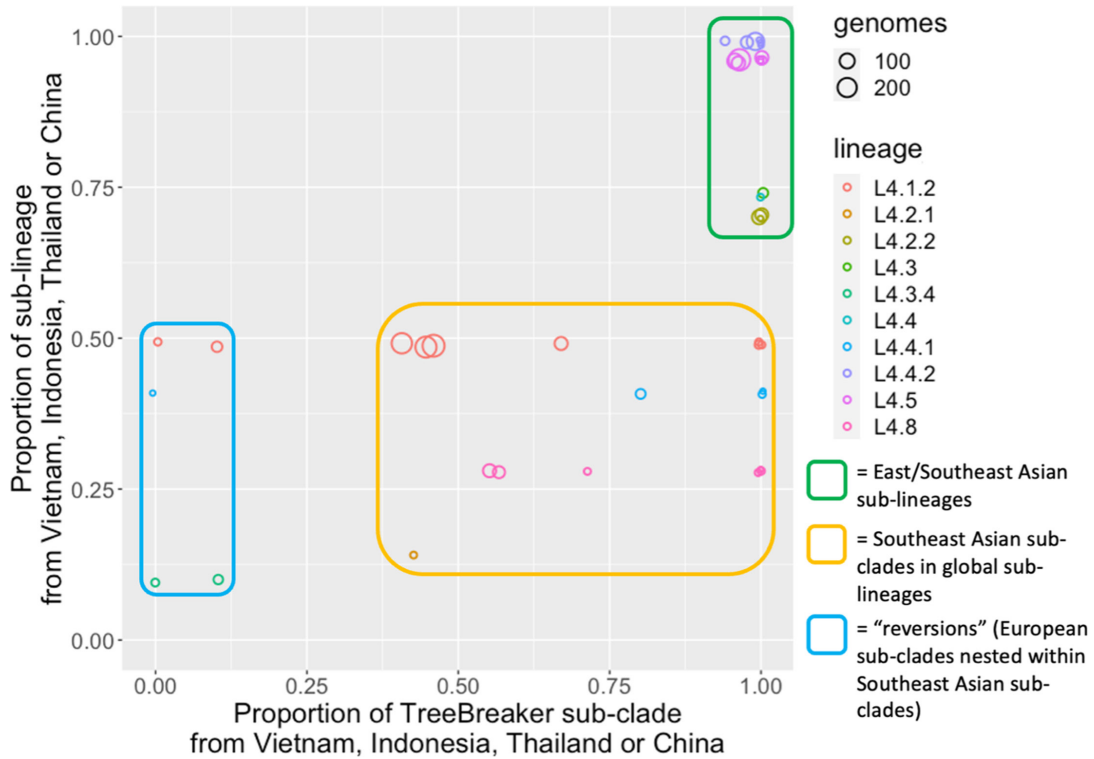 Proportion of sub-lineage
from Vietnam, Indonesia, Thailand or China
1.00
0.75
0.50
0.25
0.00
0.00
0.25
0.50
0.75
1.00
Proportion of TreeBreaker sub-clade
from Vietnam, Indonesia, Thailand or China
genomes
100
200
lineage
L4.1.2
L4.2.1
L4.2.2
L4.3
L4.3.4
L4.4
L4.4.1
L4.4.2
L4.5
L4.8
= East/Southeast Asian
sub-lineages
= Southeast Asian sub-
clades in global sub-
lineages
= “reversions” (European
sub-clades nested within
Southeast Asian sub-
clades)